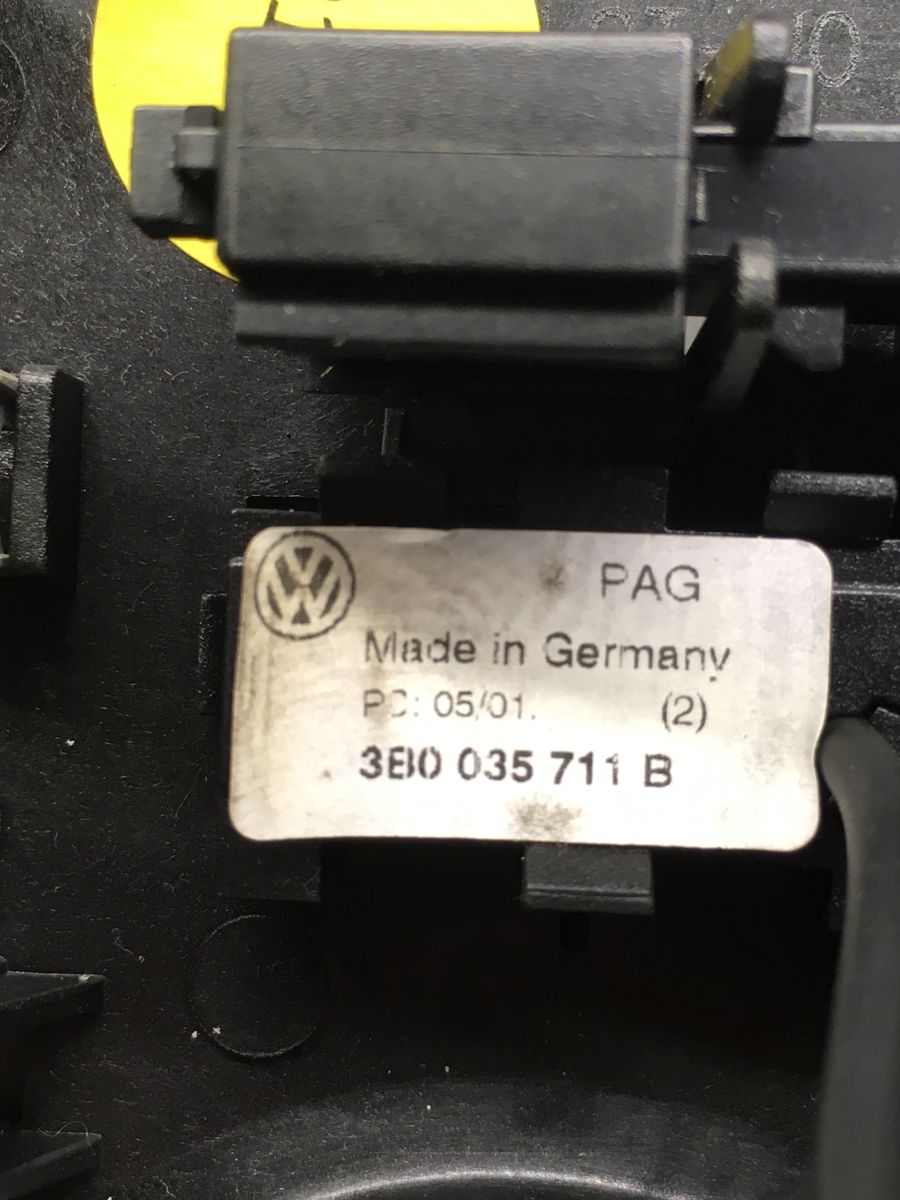 PAG
Made in Germany
PC: 05/01. (2)
3B0 035 711 B